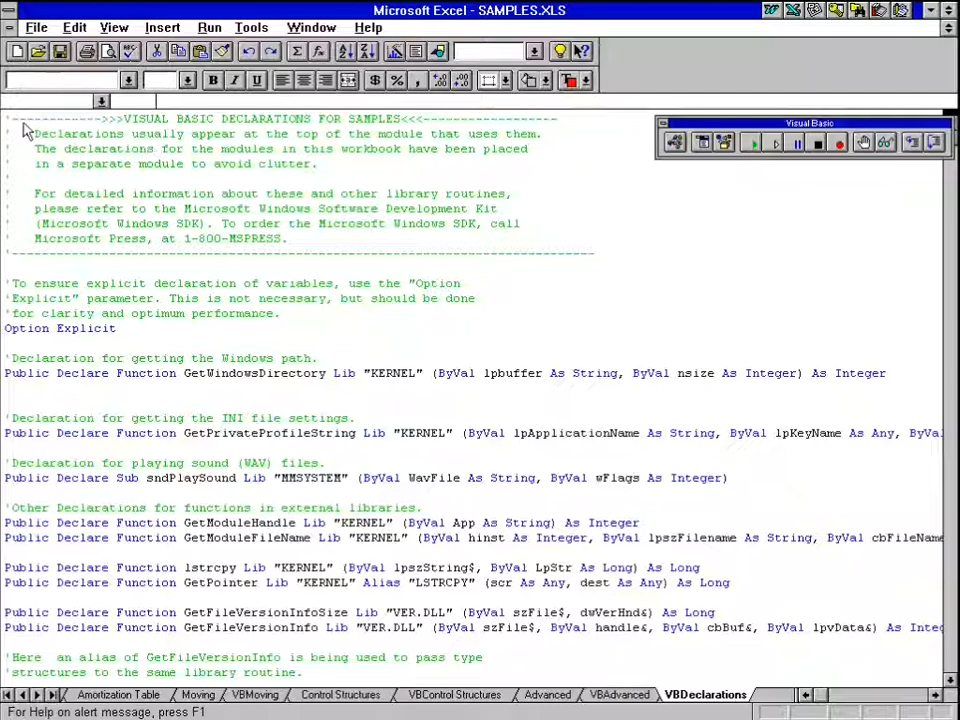 Microsoft Excel - SAMPLES.XLS
File Edit View Insert Run Tools Window Help
Visual Basic
'------------>>>VISUAL BASIC DECLARATIONS FOR SAMPLES<<<------------------
' Declarations usually appear at the top of the module that uses them.
' The declarations for the modules in this workbook have been placed
' in a separate module to avoid clutter.
'
' For detailed information about these and other library routines,
' please refer to the Microsoft Windows Software Development Kit
' (Microsoft Windows SDK). To order the Microsoft Windows SDK, call
' Microsoft Press, at 1-800-MSPRESS.
'------------------------------------------------------------------------------
'To ensure explicit declaration of variables, use the "Option
'Explicit" parameter. This is not necessary, but should be done
'for clarity and optimum performance.
Option Explicit
'Declaration for getting the Windows path.
Public Declare Function GetWindowsDirectory Lib "KERNEL" (ByVal lpbuffer As String, ByVal nsize As Integer) As Integer
'Declaration for getting the INI file settings.
Public Declare Function GetPrivateProfileString Lib "KERNEL" (ByVal lpApplicationName As String, ByVal lpKeyName As Any, ByVal
'Declaration for playing sound (WAV) files.
Public Declare Sub sndPlaySound Lib "MMSYSTEM" (ByVal WavFile As String, ByVal wFlags As Integer)
'Other Declarations for functions in external libraries.
Public Declare Function GetModuleHandle Lib "KERNEL" (ByVal App As String) As Integer
Public Declare Function GetModuleFileName Lib "KERNEL" (ByVal hinst As Integer, ByVal lpszFilename As String, ByVal cbFileName
Public Declare Function lstrcpy Lib "KERNEL" (ByVal lpszString$, ByVal LpStr As Long) As Long
Public Declare Function GetPointer Lib "KERNEL" Alias "LSTRCPY" (scr As Any, dest As Any) As Long
Public Declare Function GetFileVersionInfoSize Lib "VER.DLL" (ByVal szFile$, dwVerHnd&) As Long
Public Declare Function GetFileVersionInfo Lib "VER.DLL" (ByVal szFile$, ByVal handle&, ByVal cbBuf&, ByVal lpvData&) As Integ
'Here an alias of GetFileVersionInfo is being used to pass type
'structures to the same library routine.
Amortization Table Moving VBMoving Control Structures VBControl Structures Advanced VBAdvanced VBDeclarations
For Help on alert message, press F1